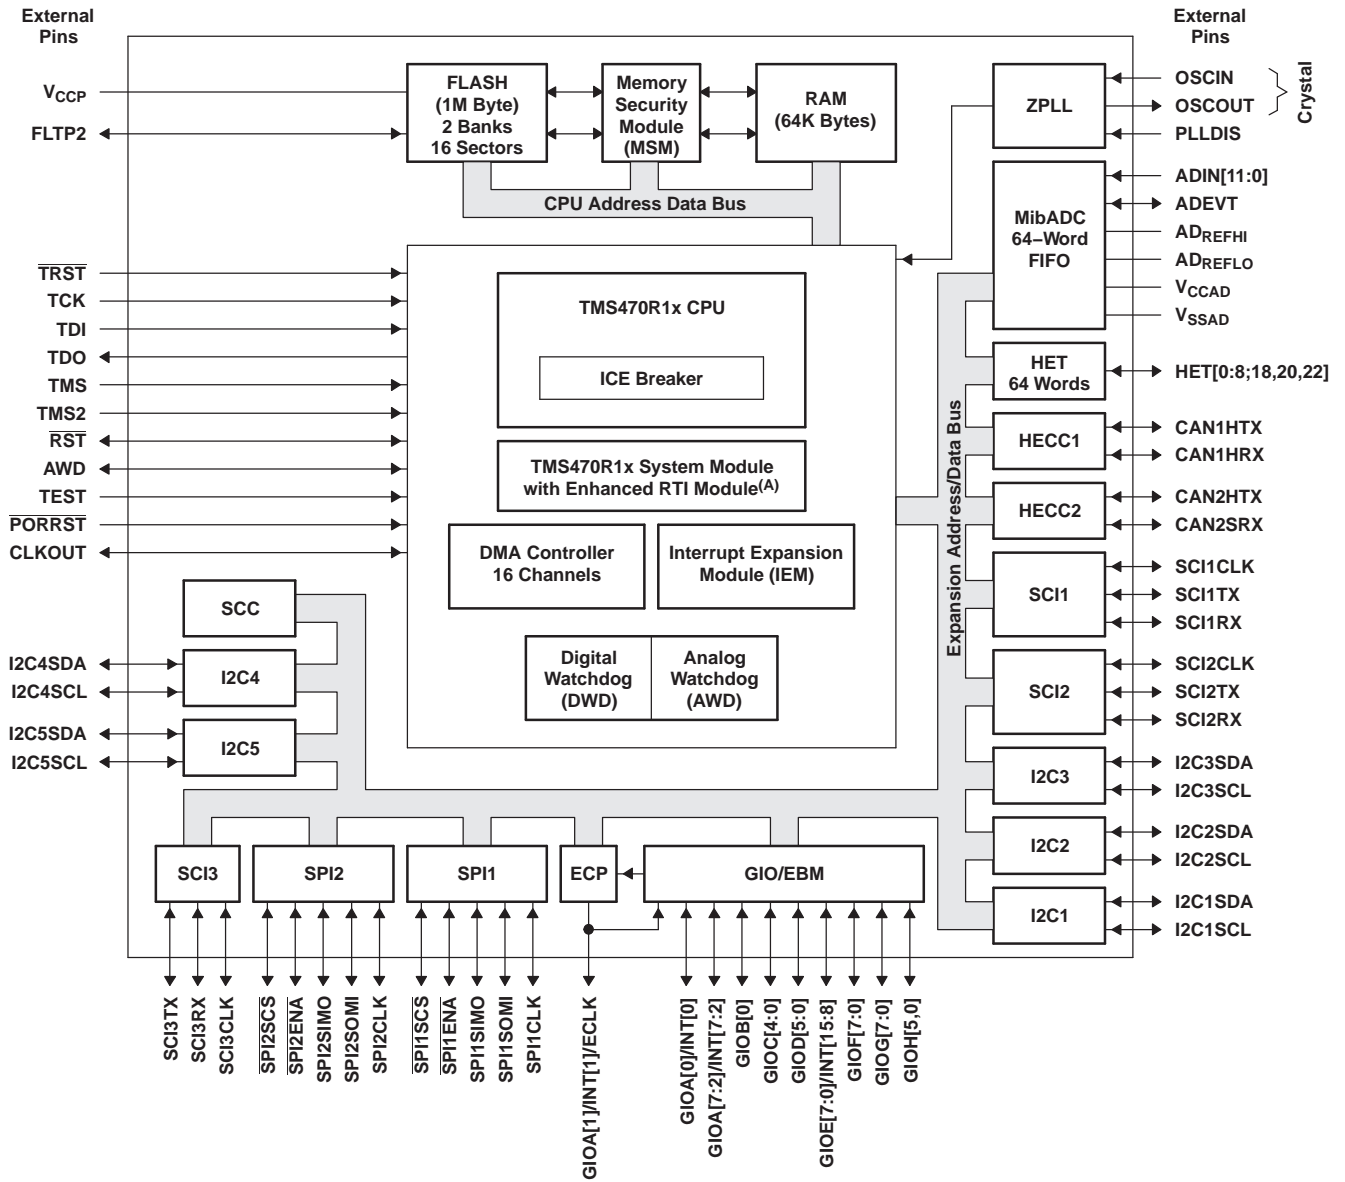 External
Pins
External
Pins
VCCP
FLTP2
FLASH
(1M Byte)
2 Banks
16 Sectors
Memory
Security
Module
(MSM)
RAM
(64K Bytes)
ZPLL
OSCIN
OSCOUT
PLLDIS
Crystal
CPU Address Data Bus
MibADC
64–Word
FIFO
ADIN[11:0]
ADEVT
ADREFHI
ADREFLO
VCCAD
VSSAD
TRST
TCK
TDI
TDO
TMS
TMS2
RST
AWD
TEST
PORRST
CLKOUT
TMS470R1x CPU
ICE Breaker
TMS470R1x System Module
with Enhanced RTI Module(A)
DMA Controller
16 Channels
Interrupt Expansion
Module (IEM)
Digital
Watchdog
(DWD)
Analog
Watchdog
(AWD)
Expansion Address/Data Bus
HET
64 Words
HET[0:8;18,20,22]
HECC1
CAN1HTX
CAN1HRX
HECC2
CAN2HTX
CAN2SRX
SCI1
SCI1CLK
SCI1TX
SCI1RX
SCI2
SCI2CLK
SCI2TX
SCI2RX
I2C3
I2C3SDA
I2C3SCL
I2C2
I2C2SDA
I2C2SCL
I2C1
I2C1SDA
I2C1SCL
SCC
I2C4SDA
I2C4SCL
I2C4
I2C5SDA
I2C5SCL
I2C5
SCI3
SPI2
SPI1
ECP
GIO/EBM
SCI3TX
SCI3RX
SCI3CLK
SPI2SCS
SPI2ENA
SPI2SIMO
SPI2SOMI
SPI2CLK
SPI1SCS
SPI1ENA
SPI1SIMO
SPI1SOMI
SPI1CLK
GIOA[1]/INT[1]/ECLK
GIOA[0]/INT[0]
GIOA[7:2]/INT[7:2]
GIOB[0]
GIOC[4:0]
GIOD[5:0]
GIOE[7:0]/INT[15:8]
GIOF[7:0]
GIOG[7:0]
GIOH[5,0]